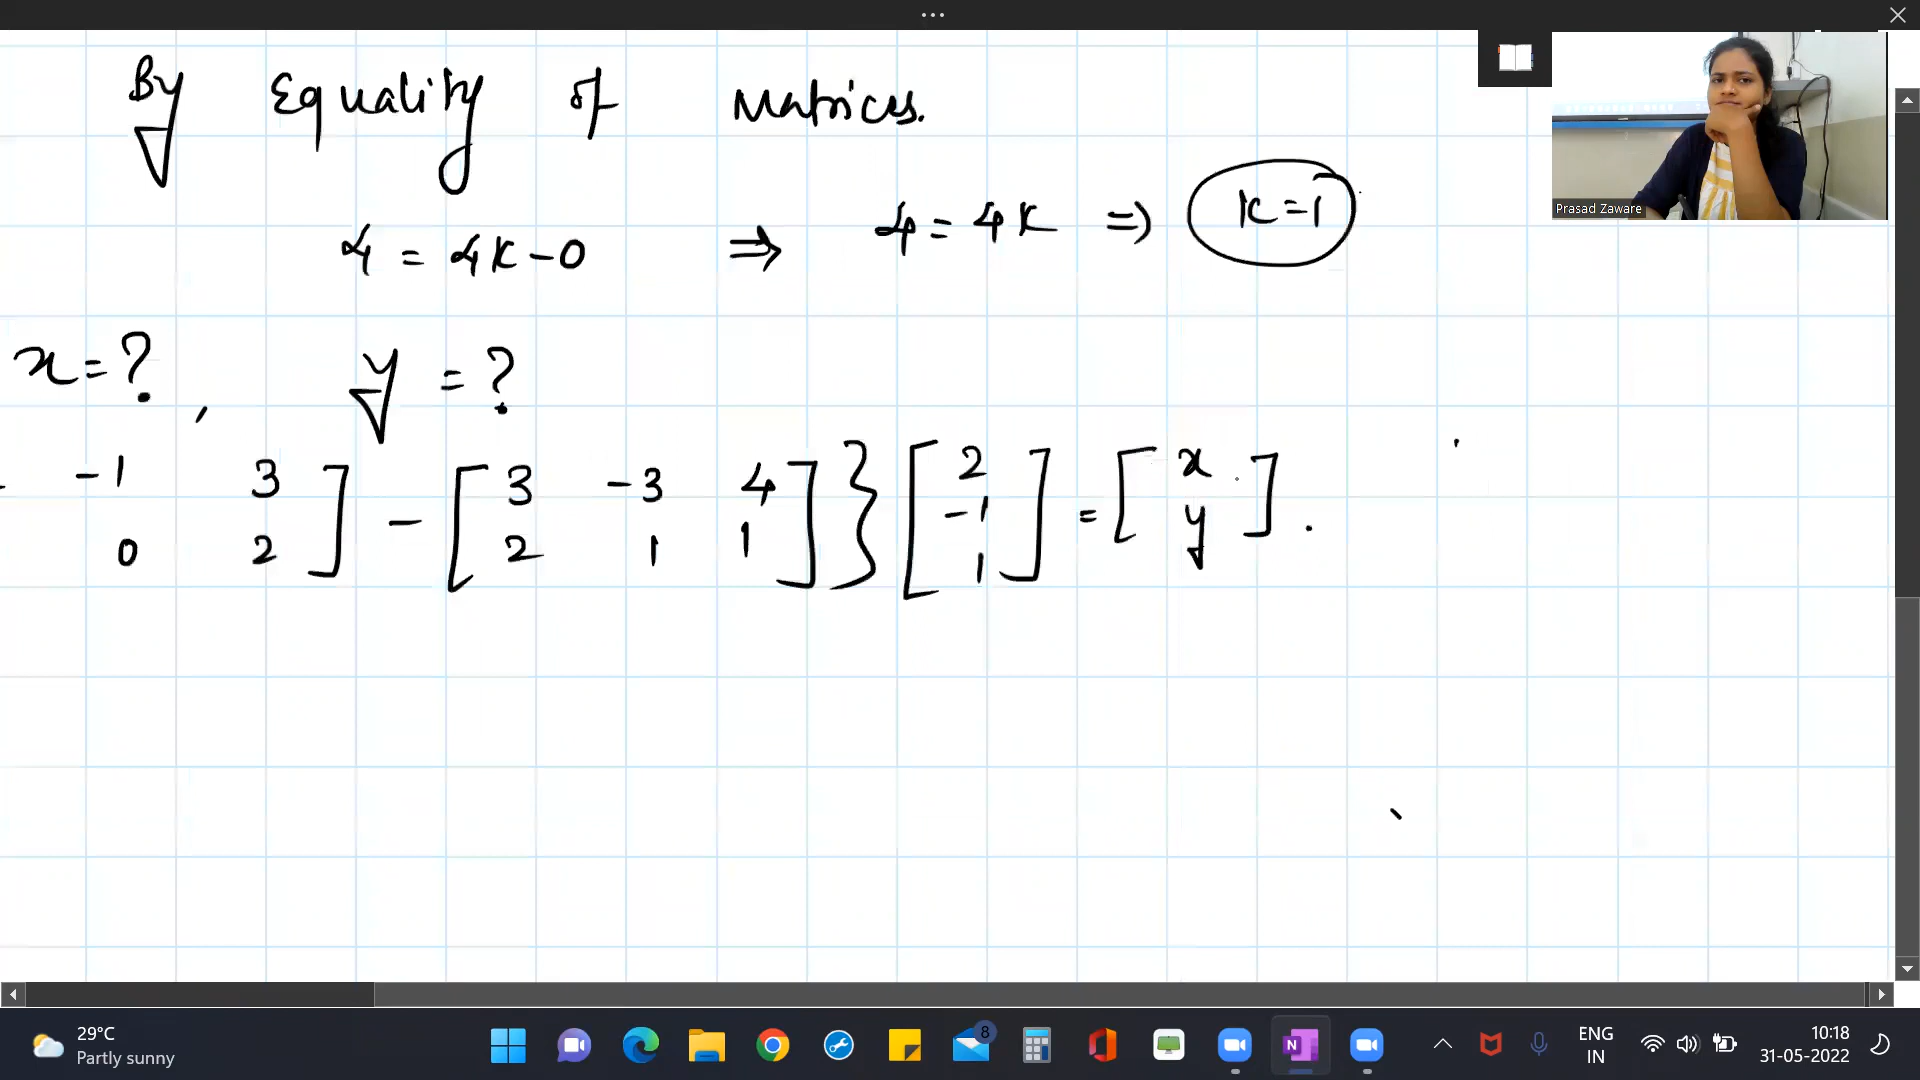 By Equality of Matrices.
4 = 4k - 0 ⇒ 4 = 4k ⇒ k = 1
x = ? , y = ?
-1 3 ] - [ 3 -3 4 ] } [ 2 ] = [ x ] .
0 2 2 1 1 -1 y
1
Prasad Zaware
29°C
Partly sunny
8
ENG
IN
10:18
31-05-2022